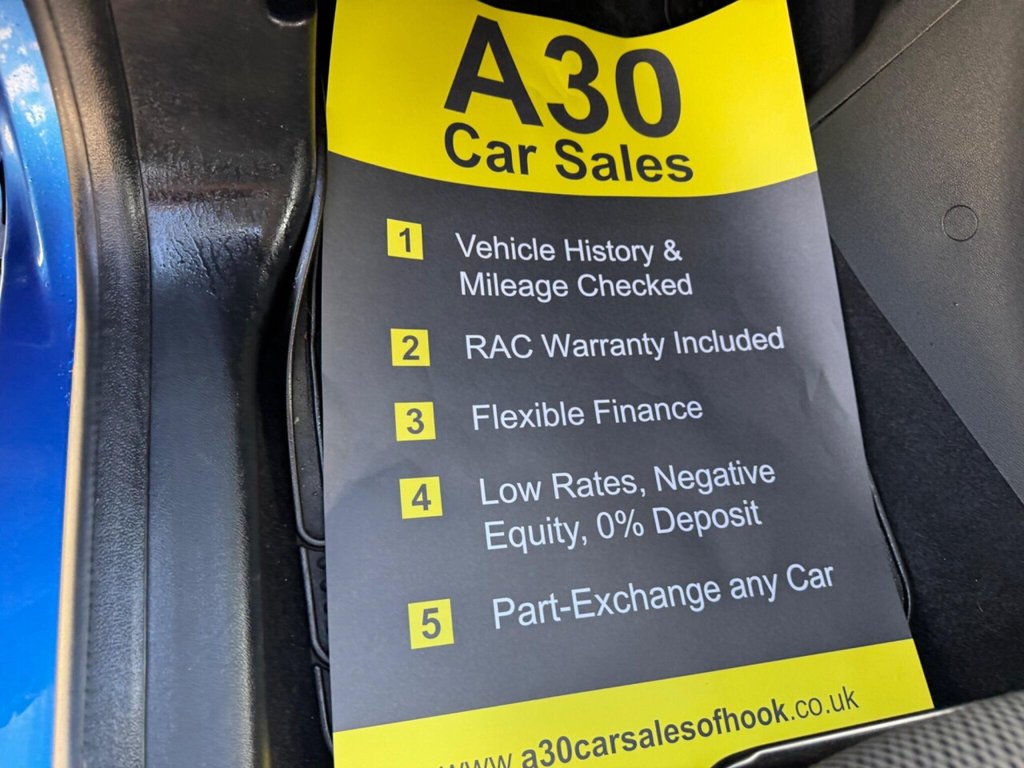 A30
Car Sales
1 Vehicle History &
Mileage Checked
2 RAC Warranty Included
3 Flexible Finance
4 Low Rates, Negative
Equity, 0% Deposit
5 Part-Exchange any Car
www.a30carsalesofhook.co.uk